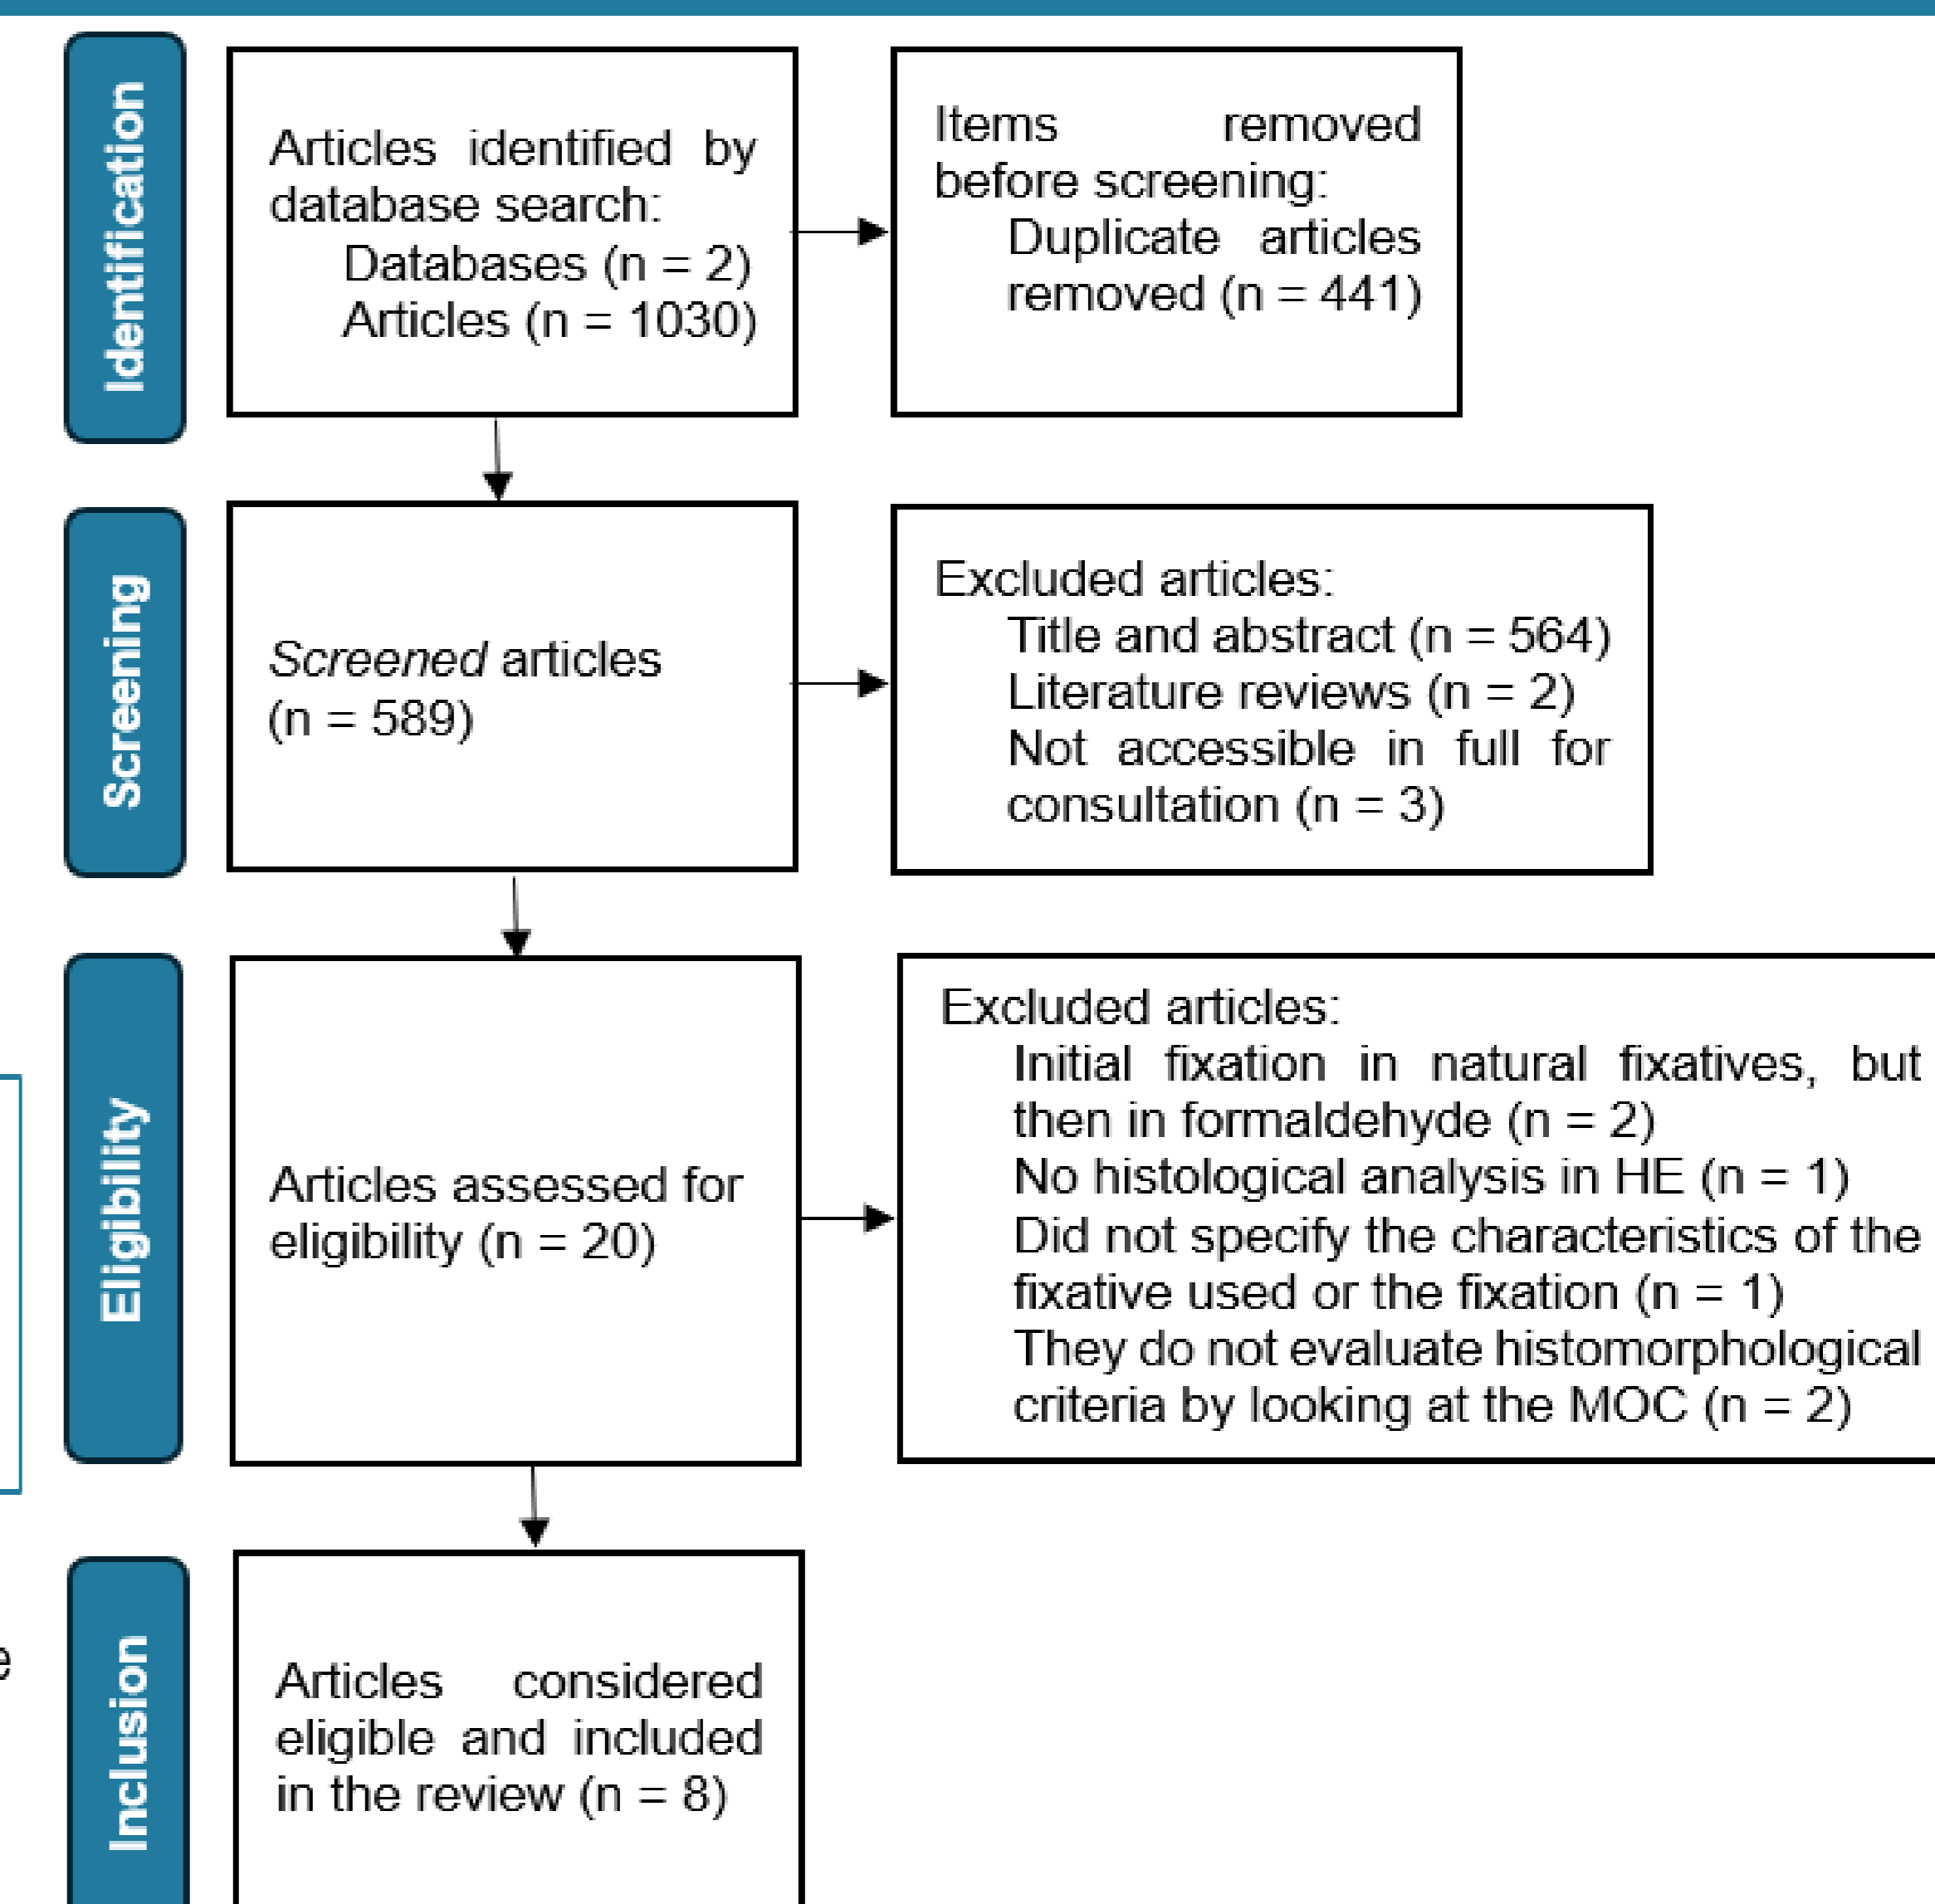 Identification
Articles identified by
database search:
Databases (n = 2)
Articles (n = 1030)
Items removed
before screening:
Duplicate articles
removed (n = 441)
Screening
Screened articles
(n = 589)
Excluded articles:
Title and abstract (n = 564)
Literature reviews (n = 2)
Not accessible in full for
consultation (n = 3)
Eligibility
Articles assessed for
eligibility (n = 20)
Excluded articles:
Initial fixation in natural fixatives, but
then in formaldehyde (n = 2)
No histological analysis in HE (n = 1)
Did not specify the characteristics of the
fixative used or the fixation (n = 1)
They do not evaluate histomorphological
criteria by looking at the MOC (n = 2)
Inclusion
Articles considered
eligible and included
in the review (n = 8)